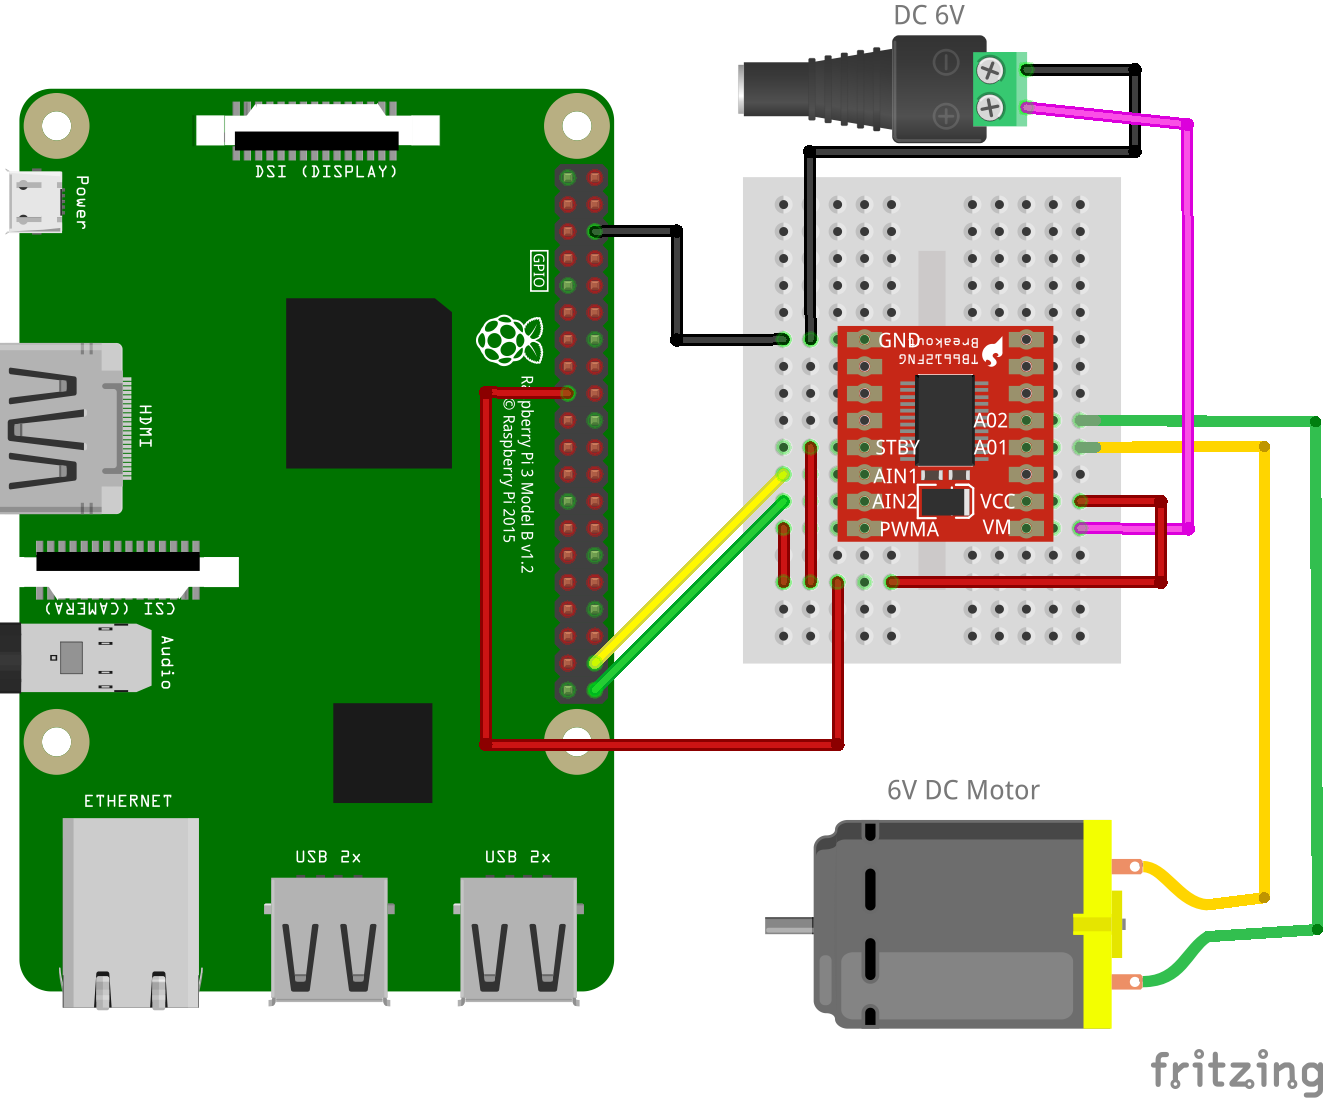 DC 6V
DSI (DISPLAY)
Power
GPIO
HDMI
Raspberry Pi 3 Model B v1.2
© Raspberry Pi 2015
CSI (CAMERA)
Audio
ETHERNET
USB 2x
USB 2x
GND
Breakout
TB6612FNG
A02
STBY
A01
AIN1
AIN2
VCC
PWMA
VM
6V DC Motor
fritzing